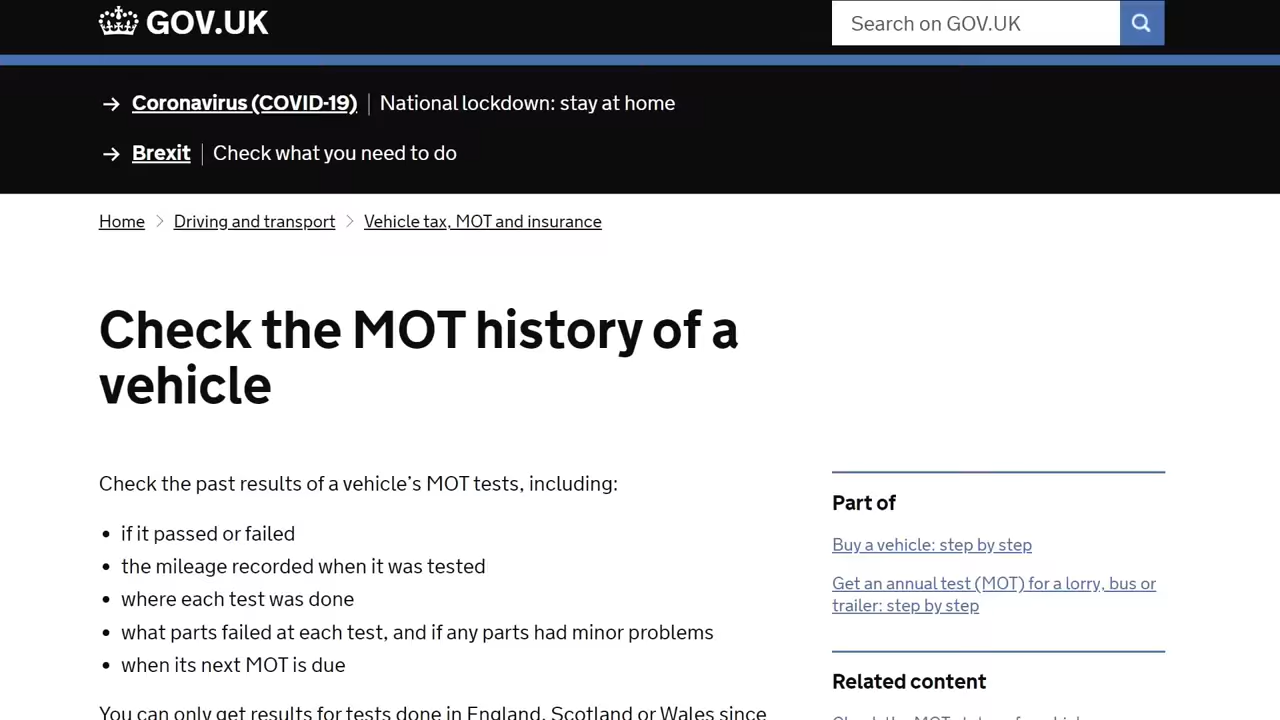 GOV.UK
Search on GOV.UK
Coronavirus (COVID-19) | National lockdown: stay at home
Brexit | Check what you need to do
Home > Driving and transport > Vehicle tax, MOT and insurance
Check the MOT history of a
vehicle
Check the past results of a vehicle's MOT tests, including:
• if it passed or failed
• the mileage recorded when it was tested
• where each test was done
• what parts failed at each test, and if any parts had minor problems
• when its next MOT is due
You can only get results for tests done in England, Scotland or Wales since
Part of
Buy a vehicle: step by step
Get an annual test (MOT) for a lorry, bus or
trailer: step by step
Related content